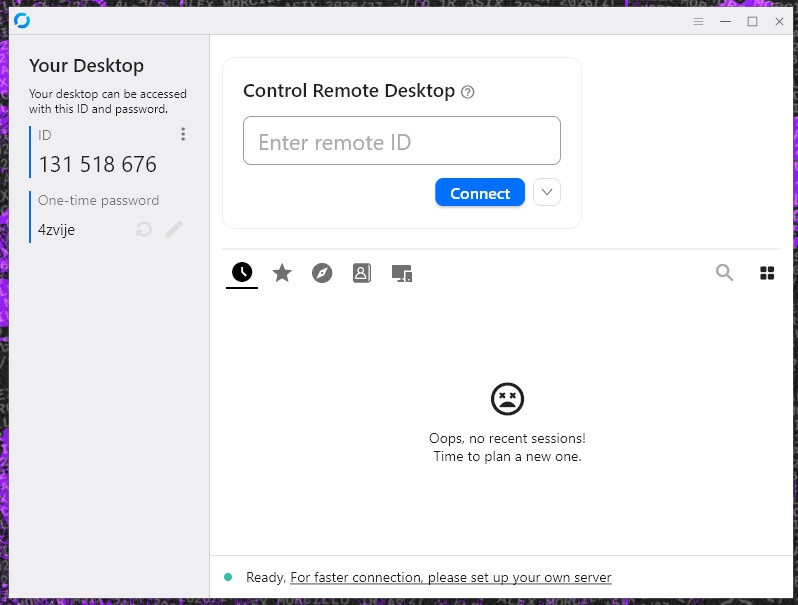 Your Desktop
Your desktop can be accessed
with this ID and password.
ID
131 518 676
One-time password
4zvije
Control Remote Desktop
Enter remote ID
Connect
Oops, no recent sessions!
Time to plan a new one.
Ready, For faster connection, please set up your own server